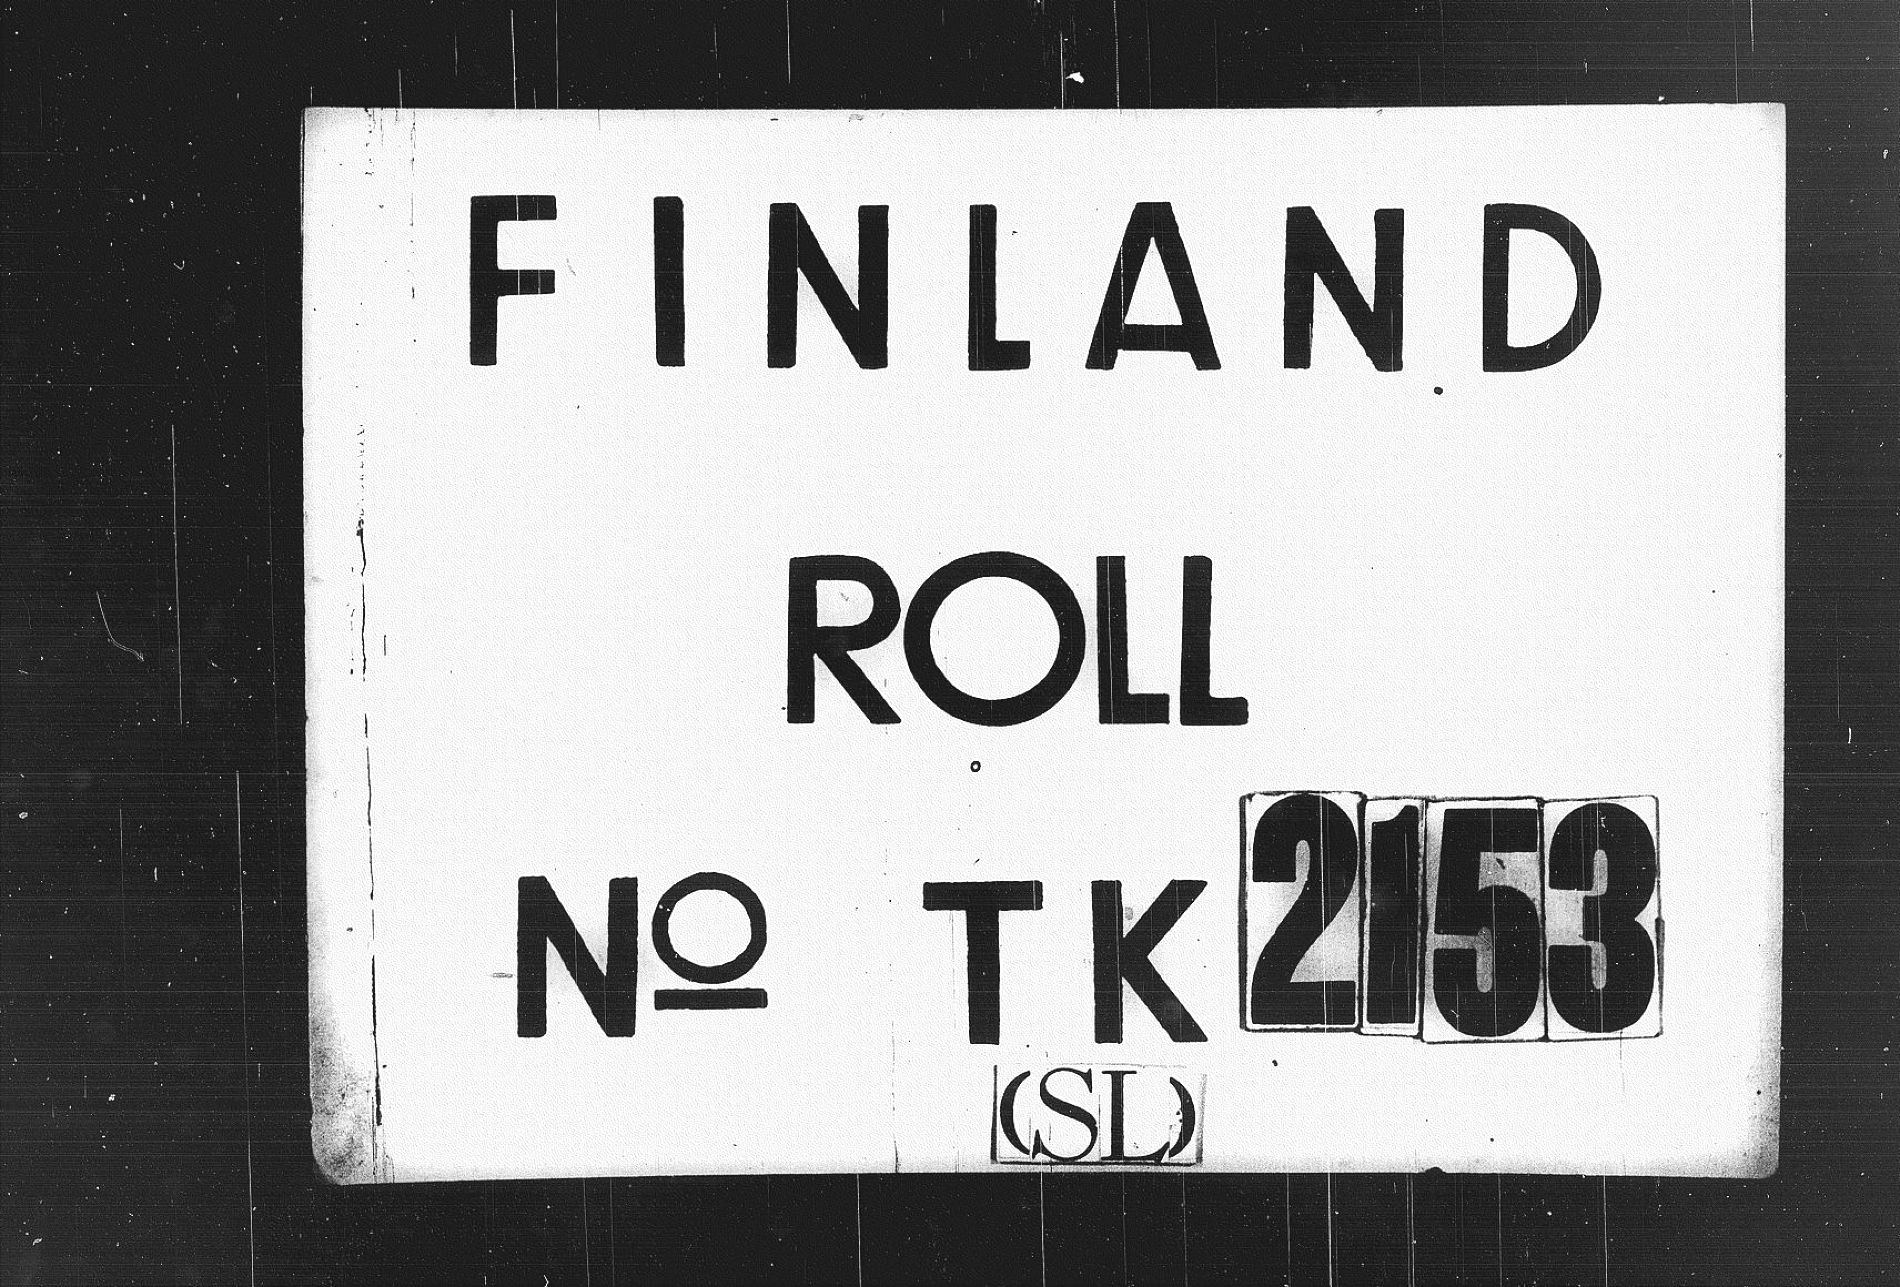 FINLAND
ROLL
Nº TK 2153
(SL)